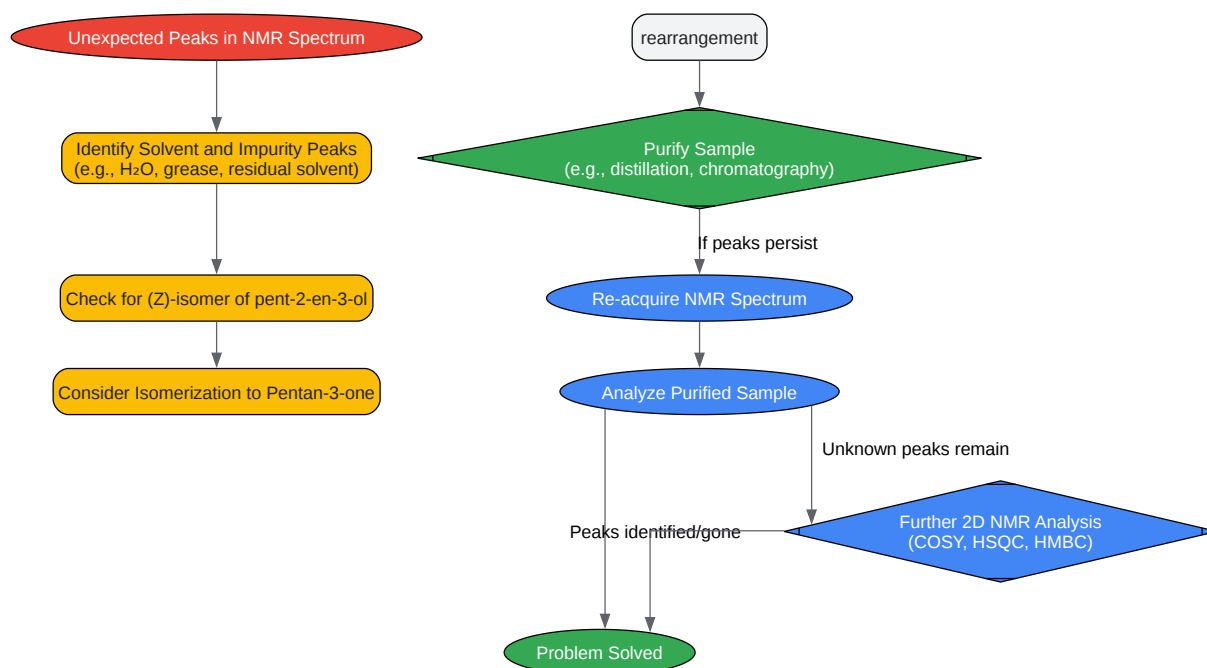 Unexpected Peaks in NMR Spectrum
Identify Solvent and Impurity Peaks
(e.g., H₂O, grease, residual solvent)
Check for (Z)-isomer of pent-2-en-3-ol
Consider Isomerization to Pentan-3-one
rearrangement
Purify Sample
(e.g., distillation, chromatography)
If peaks persist
Re-acquire NMR Spectrum
Analyze Purified Sample
Unknown peaks remain
Further 2D NMR Analysis
(COSY, HSQC, HMBC)
Peaks identified/gone
Problem Solved